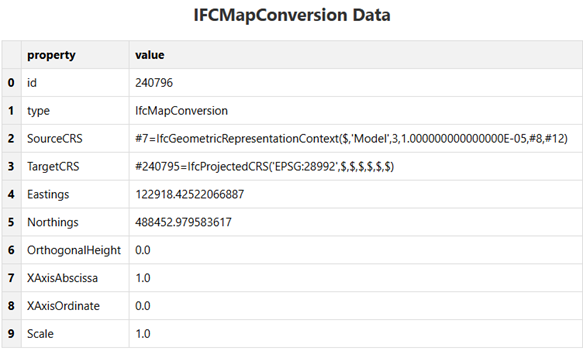 IFCMapConversion Data
property value
0 id 240796
1 type IfcMapConversion
2 SourceCRS #7=IfcGeometricRepresentationContext($,'Model',3,1.000000000000000E-05,#8,#12)
3 TargetCRS #240795=IfcProjectedCRS('EPSG:28992',$,$,$,$,$,$)
4 Eastings 122918.42522066887
5 Northings 488452.979583617
6 OrthogonalHeight 0.0
7 XAxisAbscissa 1.0
8 XAxisOrdinate 0.0
9 Scale 1.0